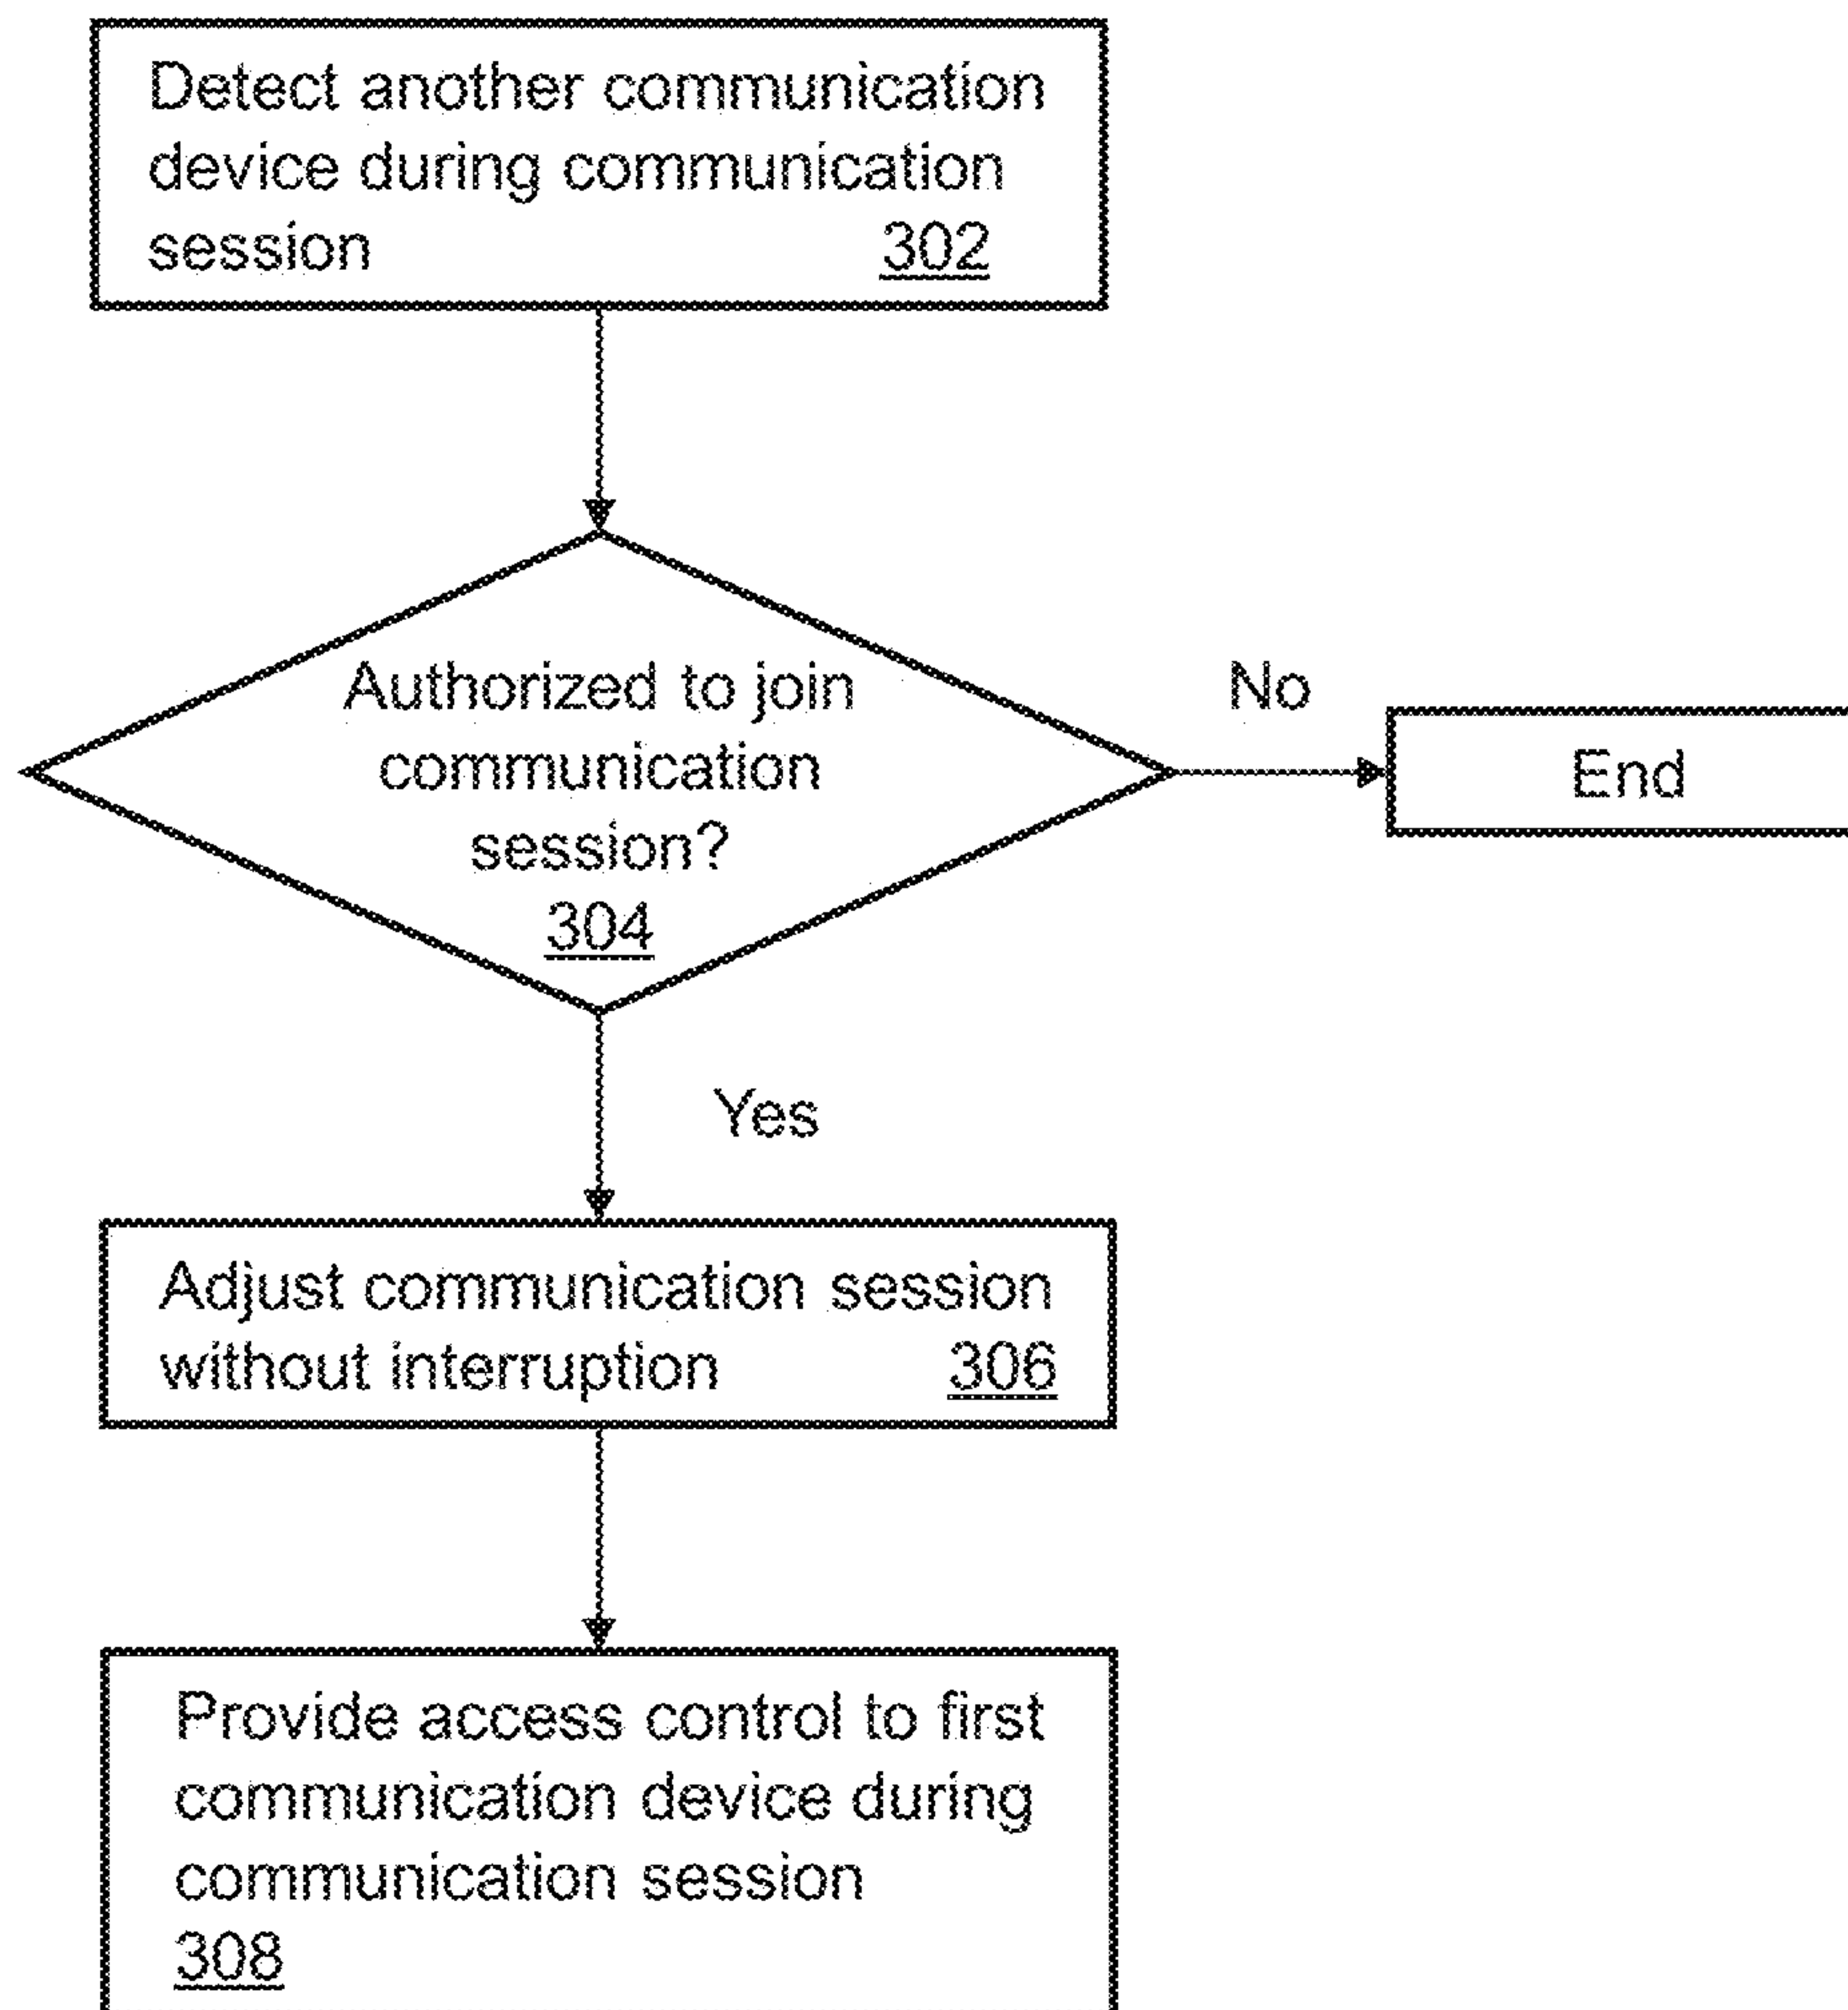 Detect another communication
device during communication
session 302
Authorized to join
communication
session?
304
No
End
Yes
Adjust communication session
without interruption 306
Provide access control to first
communication device during
communication session
308